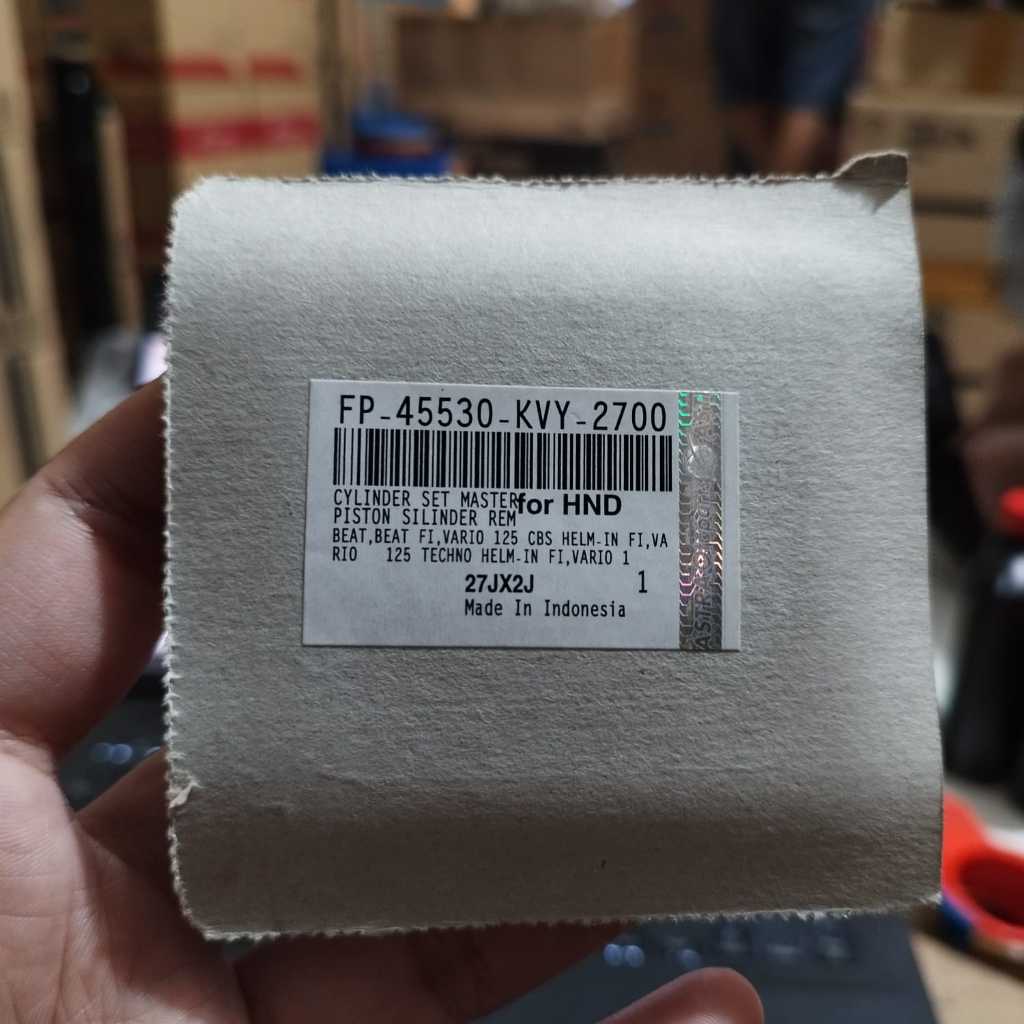 FP-45530-KVY-2700
CYLINDER SET MASTER
for HND
PISTON SILINDER REM
BEAT,BEAT FI,VARIO 125 CBS HELM-IN FI,VA
RIO 125 TECHNO HELM-IN FI,VARIO 1
27JX2J
1
Made In Indonesia